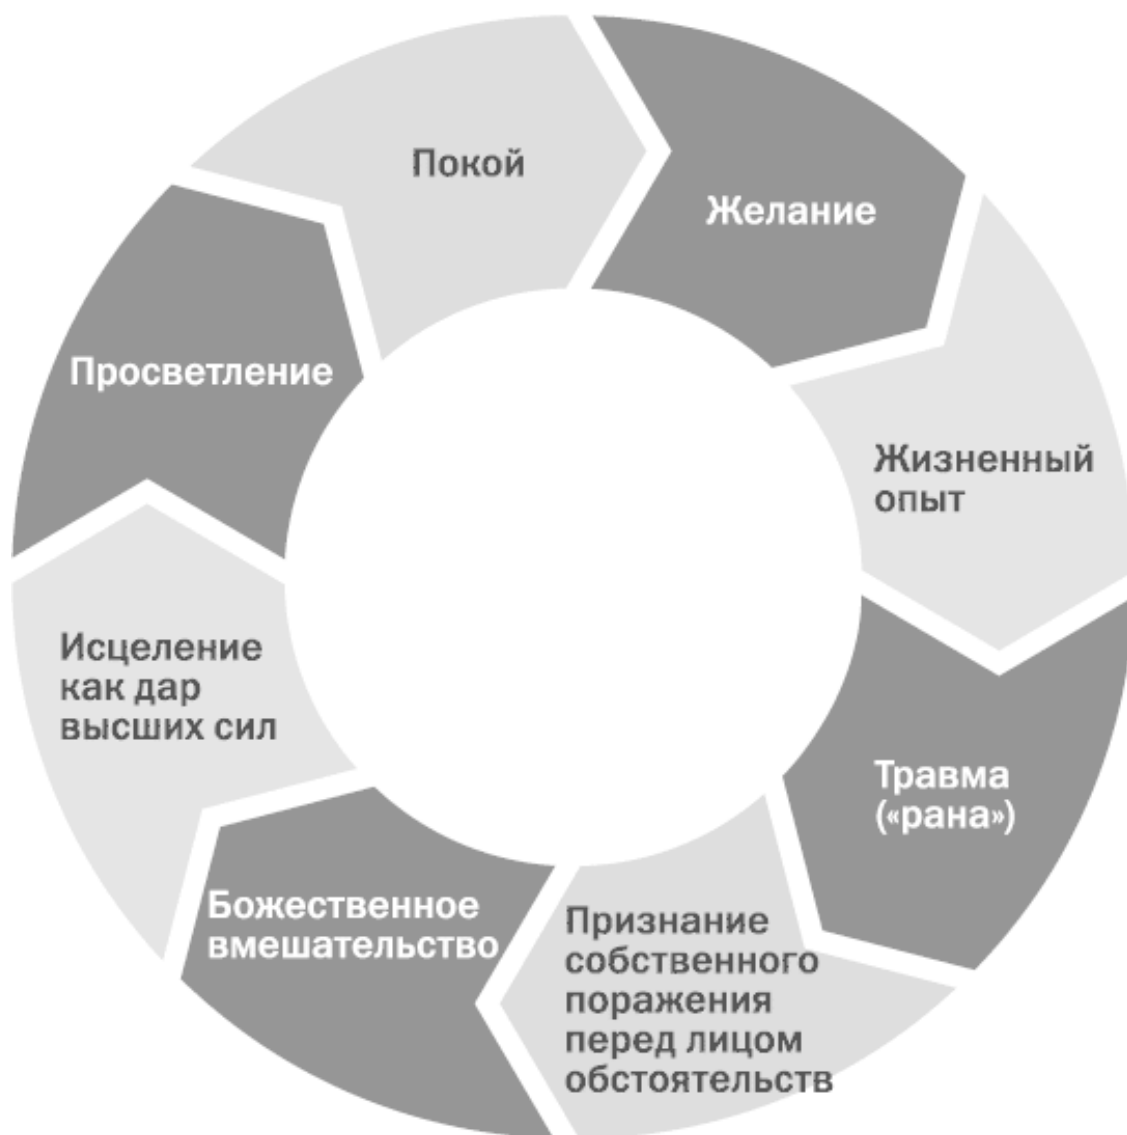 Покой
Желание
Жизненный
опыт
Травма
(«рана»)
Признание
собственного
поражения
перед лицом
обстоятельств
Божественное
вмешательство
Исцеление
как дар
высших сил
Просветление